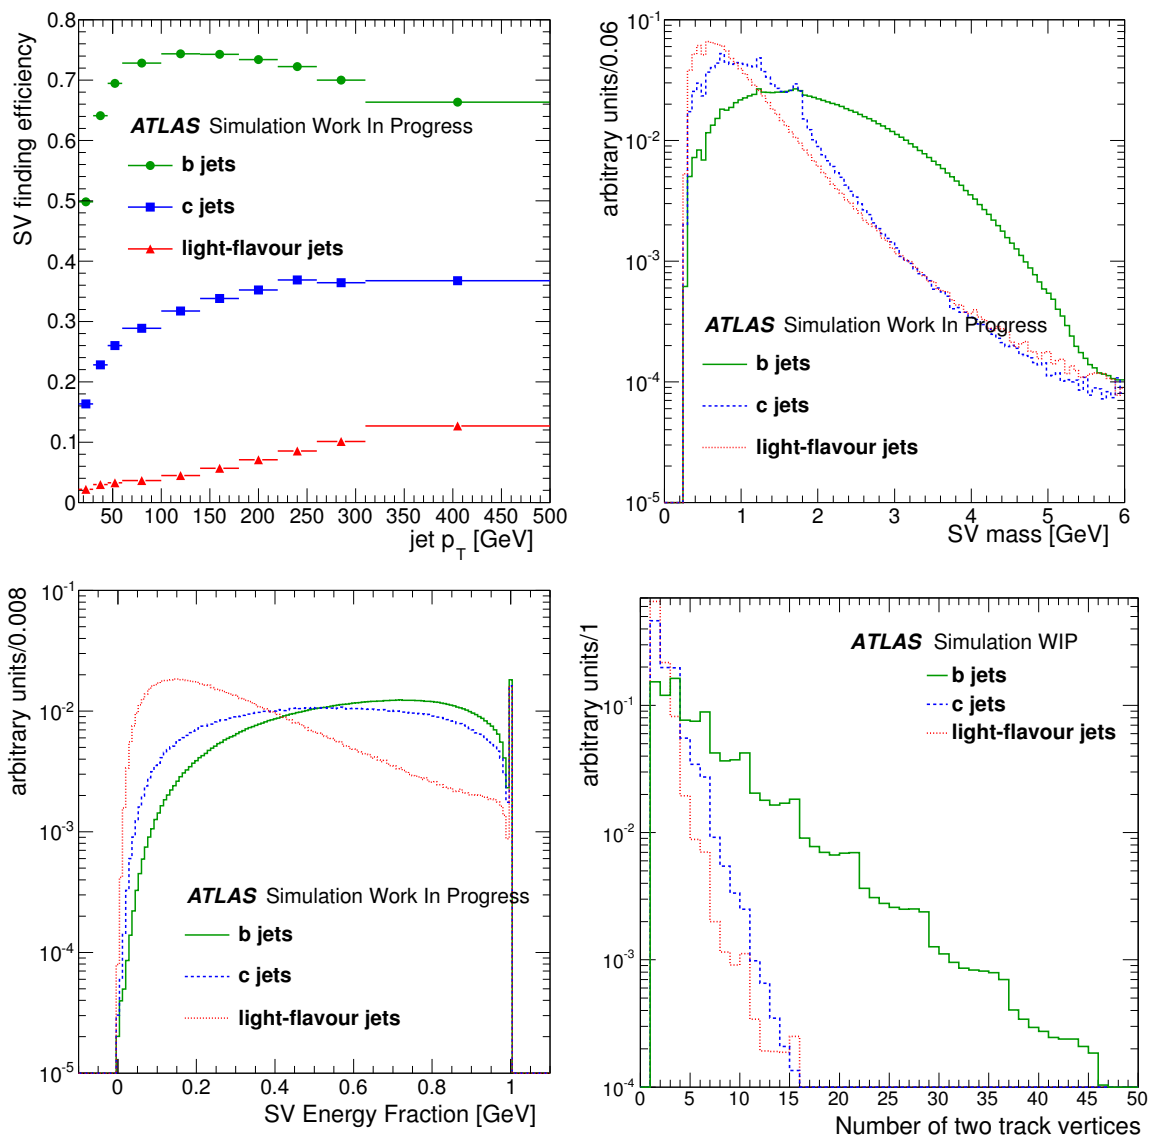 SV finding efficiency
0.8
0.7
0.6
0.5
0.4
0.3
0.2
0.1
0
ATLAS Simulation Work In Progress
b jets
c jets
light-flavour jets
50 100 150 200 250 300 350 400 450 500
jet p_T [GeV]
arbitrary units/0.06
10^-1
10^-2
10^-3
10^-4
10^-5
ATLAS Simulation Work In Progress
b jets
c jets
light-flavour jets
0 1 2 3 4 5 6
SV mass [GeV]
arbitrary units/0.008
10^-1
10^-2
10^-3
10^-4
10^-5
ATLAS Simulation Work In Progress
b jets
c jets
light-flavour jets
0 0.2 0.4 0.6 0.8 1
SV Energy Fraction [GeV]
arbitrary units/1
10^-1
10^-2
10^-3
10^-4
ATLAS Simulation WIP
b jets
c jets
light-flavour jets
0 5 10 15 20 25 30 35 40 45 50
Number of two track vertices